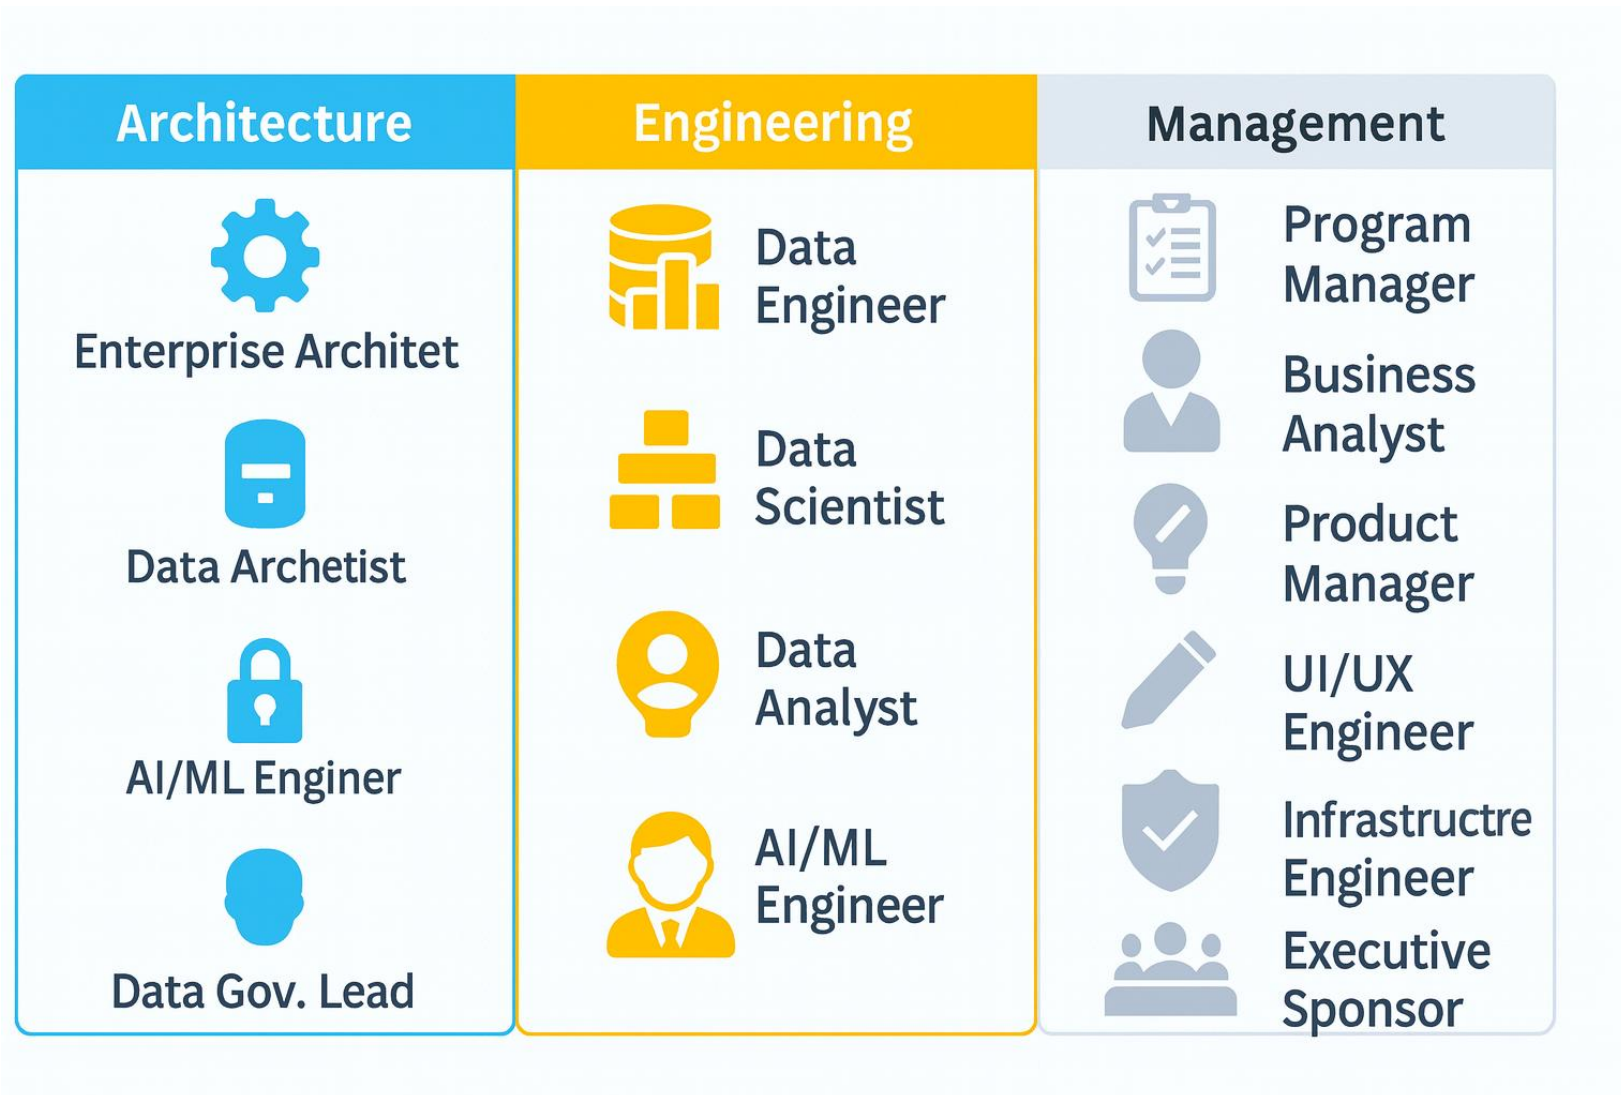 Architecture
Enterprise Architet
Data Archetist
AI/ML Enginer
Data Gov. Lead
Engineering
Data
Engineer
Data
Scientist
Data
Analyst
AI/ML
Engineer
Management
Program
Manager
Business
Analyst
Product
Manager
UI/UX
Engineer
Infrastructre
Engineer
Executive
Sponsor